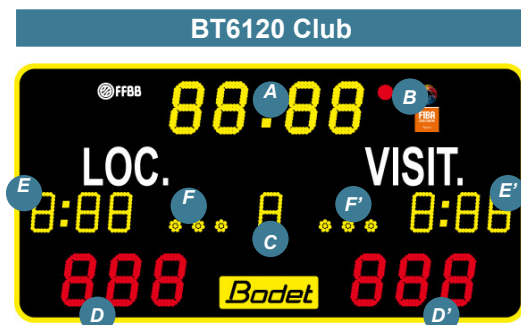 BT6120 Club
FFBB 88.88 A B
FIBA
LOC. VISIT.
E F F' E'
8:88 8 8:88
C
888 Bodet 888
D D'